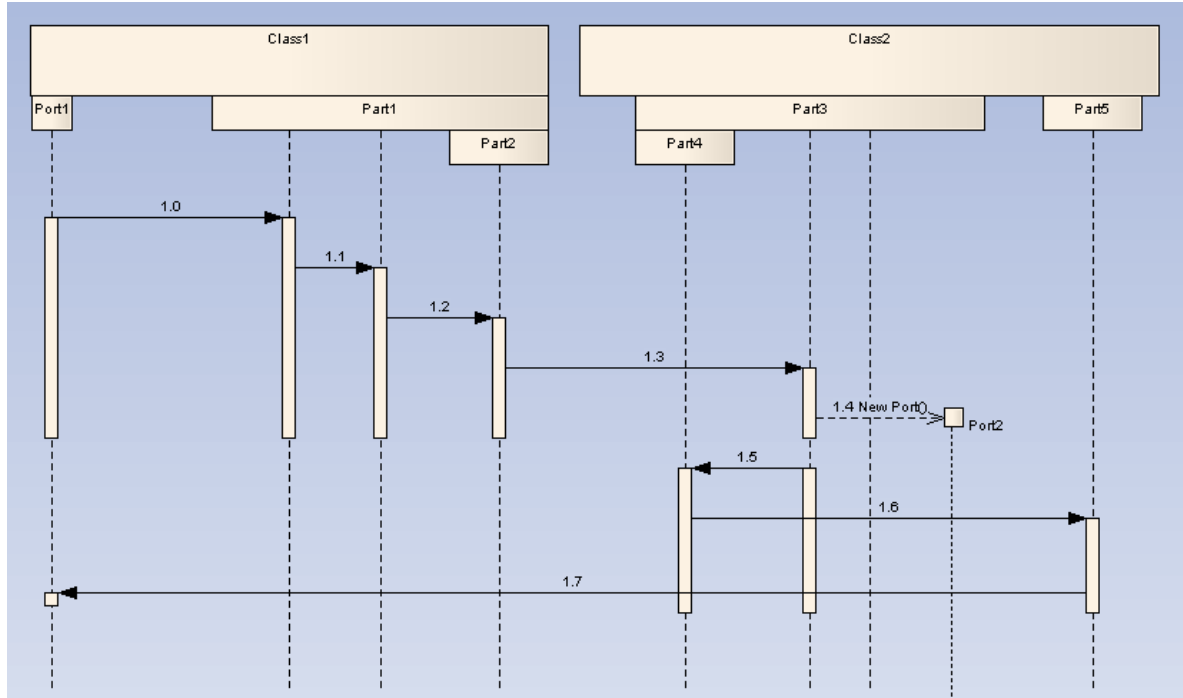 Class1
Class2
Port1
Part1
Part3
Part5
Part2
Part4
1.0
1.1
1.2
1.3
1.4 New Port()
Port2
1.5
1.6
1.7